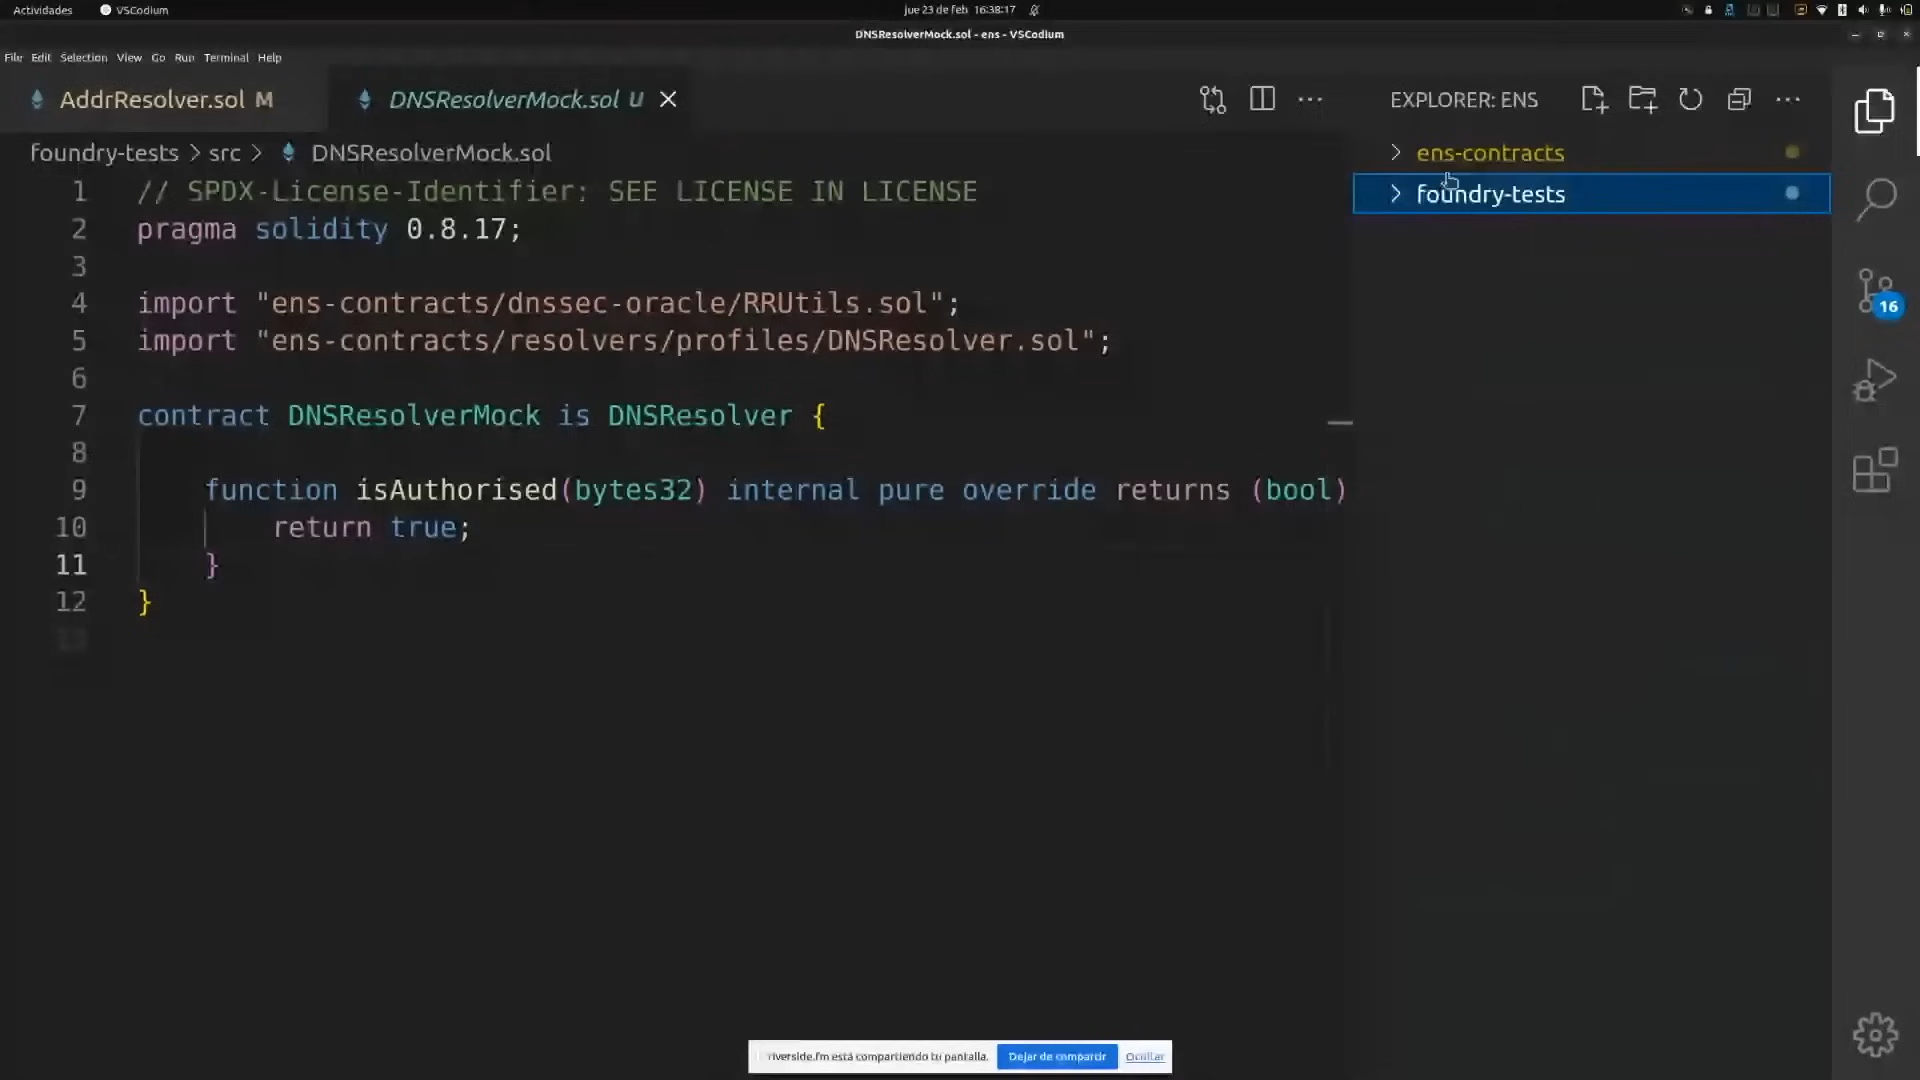 Actividades VSCodium jue 23 de feb 16:38:17
DNSResolverMock.sol - ens - VSCodium
File Edit Selection View Go Run Terminal Help
AddrResolver.sol M DNSResolverMock.sol U EXPLORER: ENS
foundry-tests > src > DNSResolverMock.sol
ens-contracts
foundry-tests
1 // SPDX-License-Identifier: SEE LICENSE IN LICENSE
2 pragma solidity 0.8.17;
3
4 import "ens-contracts/dnssec-oracle/RRUtils.sol";
5 import "ens-contracts/resolvers/profiles/DNSResolver.sol";
6
7 contract DNSResolverMock is DNSResolver {
8
9 function isAuthorised(bytes32) internal pure override returns (bool)
10 return true;
11 }
12 }
13
16
riverside.fm está compartiendo tu pantalla. Dejar de compartir Ocultar